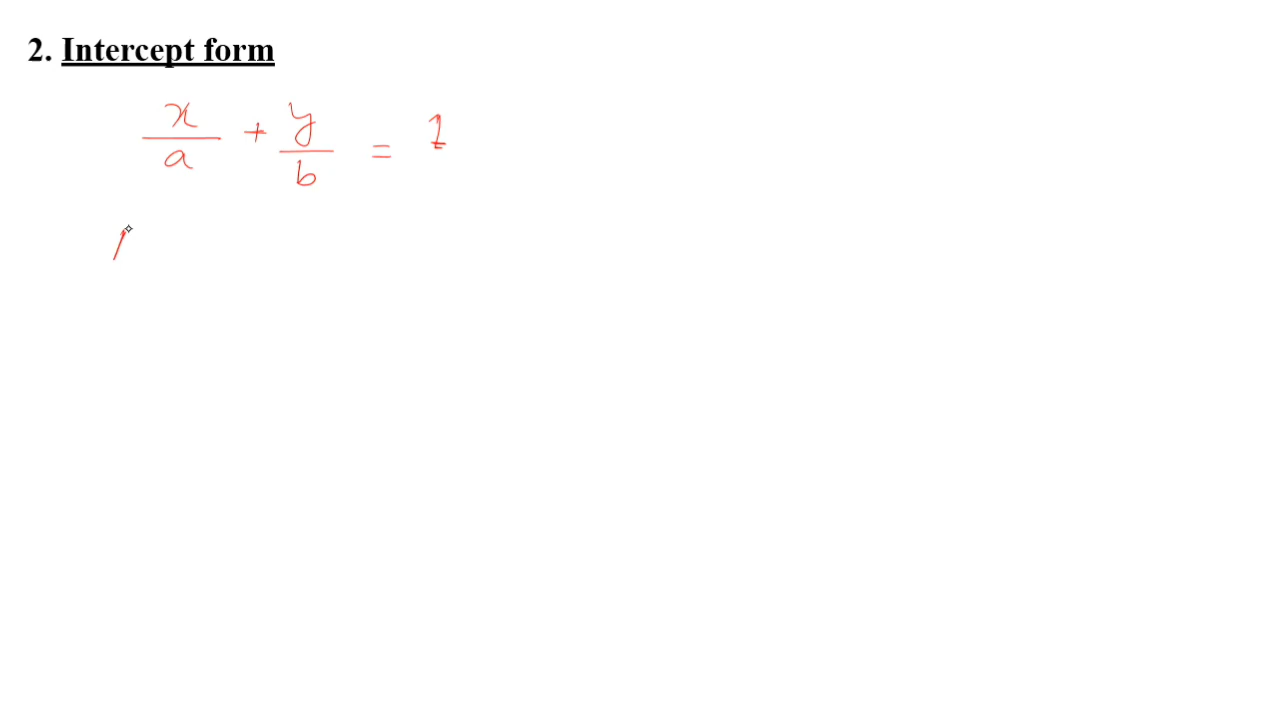 2. Intercept form
x/a + y/b = 1